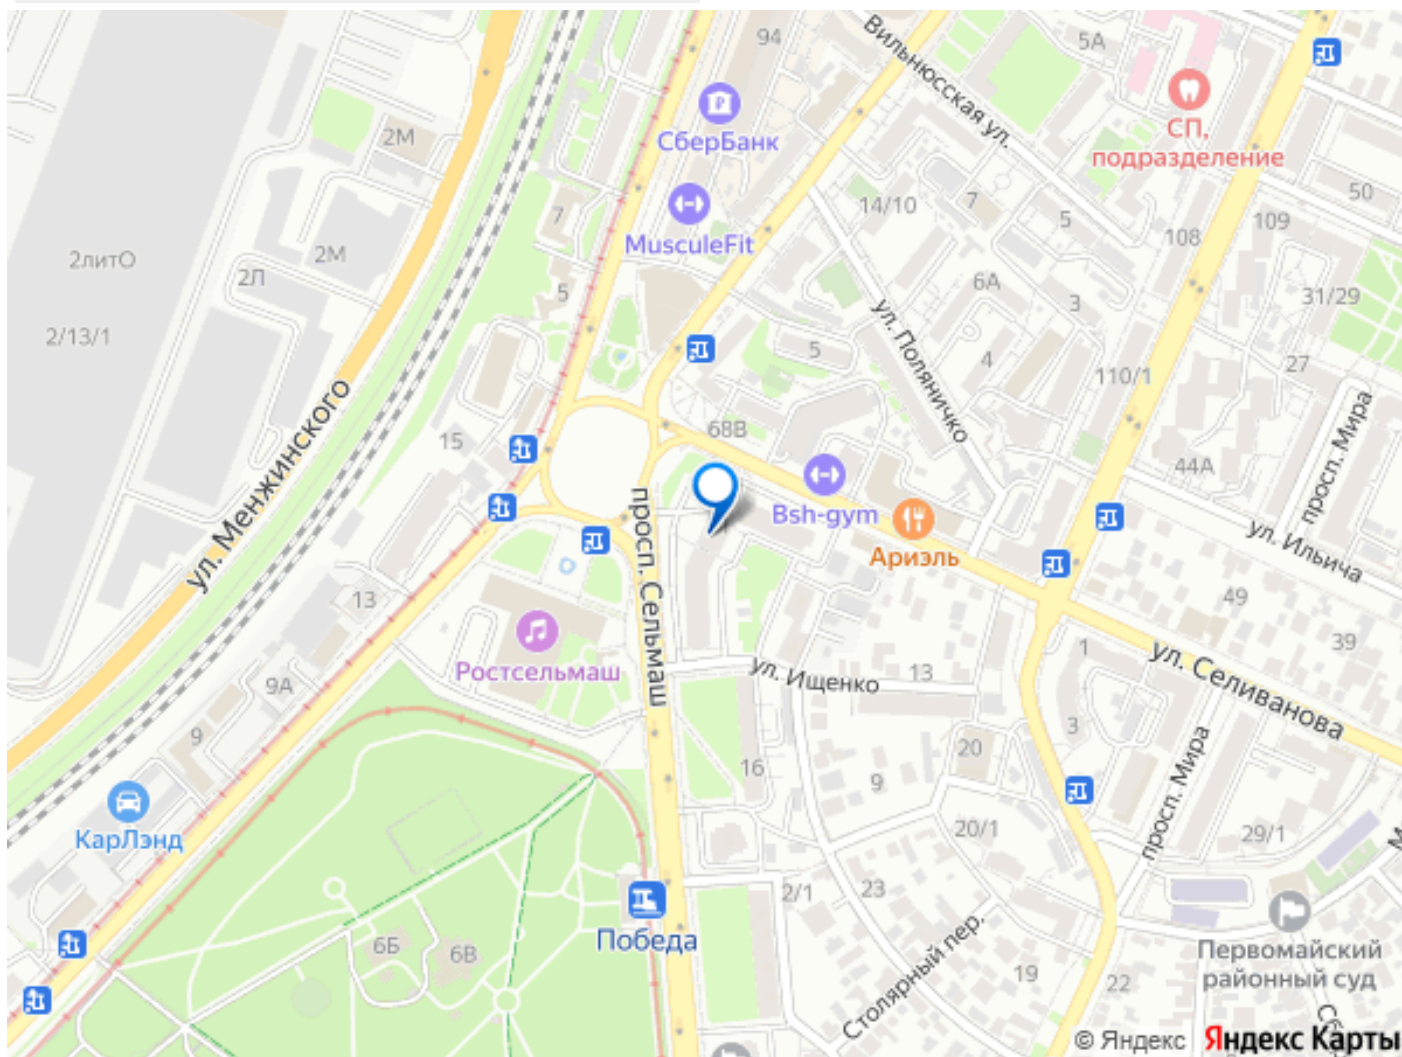 94
Вильнюсская ул.
5А
СберБанк
СП,
подразделение
2М
50
7
14/10
7
5
109
MusculeFit
108
2литО
2М
2Л
5
6А
3
31/29
2/13/1
ул. Поляничко
5
4
27
110/1
ул. Менжинского
просп. Мира
68В
15
44А
просп. Сельмаш
Bsh-gym
Ариэль
ул. Ильича
13
49
39
1
Ростсельмаш
ул. Ищенко
13
ул. Селиванова
9А
9
3
20
16
9
просп. Мира
КарЛэнд
20/1
29/1
2/1
23
Победа
6Б
6В
Столярный пер.
19
22
Первомайский
районный суд
© Яндекс
Яндекс Карты